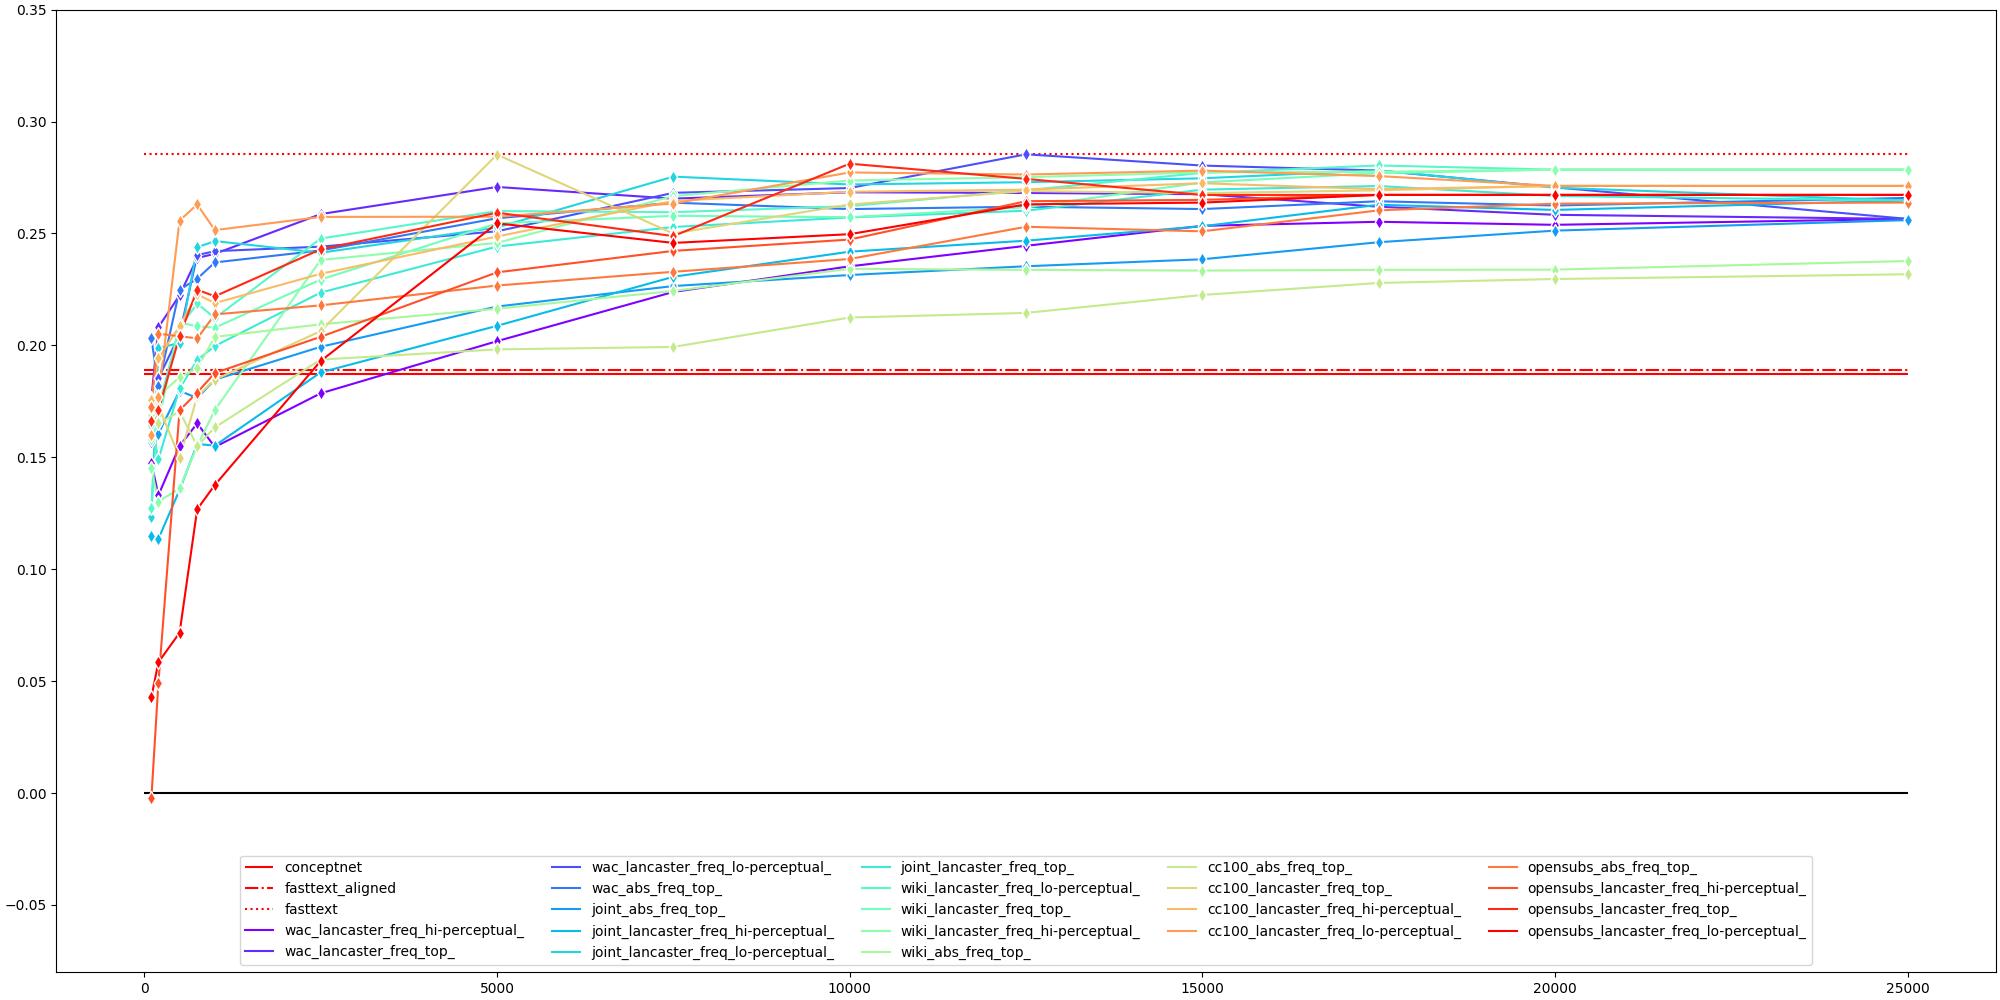 0.35
0.30
0.25
0.20
0.15
0.10
0.05
0.00
−0.05
conceptnet
fasttext_aligned
fasttext
wac_lancaster_freq_hi-perceptual_
wac_lancaster_freq_top_
wac_lancaster_freq_lo-perceptual_
wac_abs_freq_top_
joint_abs_freq_top_
joint_lancaster_freq_hi-perceptual_
joint_lancaster_freq_lo-perceptual_
joint_lancaster_freq_top_
wiki_lancaster_freq_lo-perceptual_
wiki_lancaster_freq_top_
wiki_lancaster_freq_hi-perceptual_
wiki_abs_freq_top_
cc100_abs_freq_top_
cc100_lancaster_freq_top_
cc100_lancaster_freq_hi-perceptual_
cc100_lancaster_freq_lo-perceptual_
opensubs_abs_freq_top_
opensubs_lancaster_freq_hi-perceptual_
opensubs_lancaster_freq_top_
opensubs_lancaster_freq_lo-perceptual_
0
5000
10000
15000
20000
25000